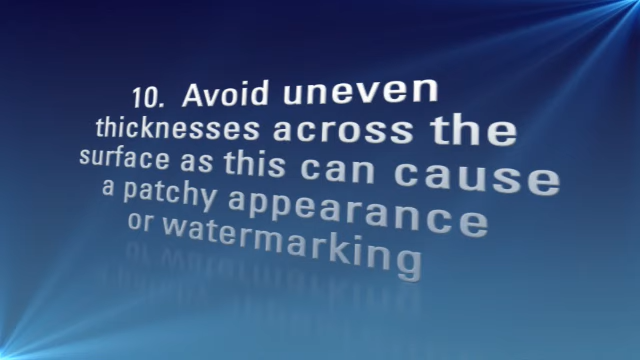 10. Avoid uneven
thicknesses across the
surface as this can cause
a patchy appearance
or watermarking